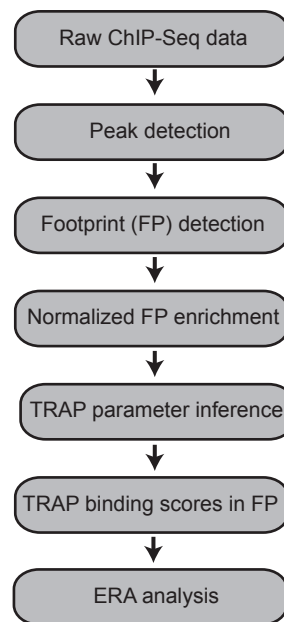 Raw ChIP-Seq data
Peak detection
Footprint (FP) detection
Normalized FP enrichment
TRAP parameter inference
TRAP binding scores in FP
ERA analysis